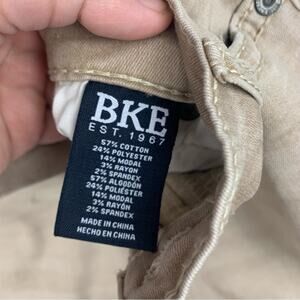 BKE
EST. 1967
57% COTTON
24% POLYESTER
14% MODAL
3% RAYON
2% SPANDEX
57% ALGODÓN
24% POLIÉSTER
14% MODAL
3% RAYÓN
2% SPANDEX
MADE IN CHINA
HECHO EN CHINA